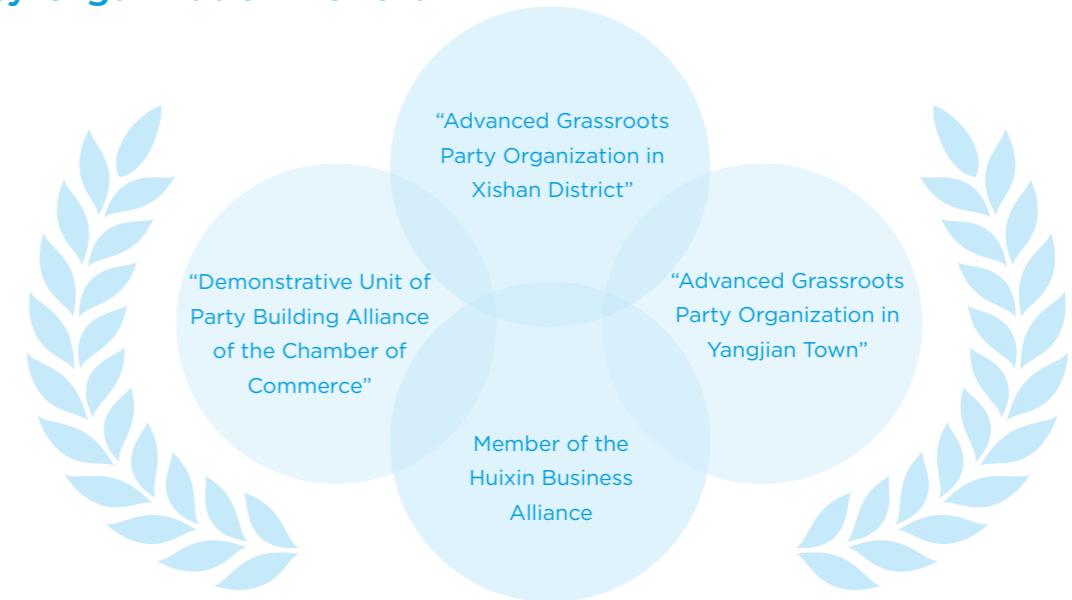 “Advanced Grassroots
Party Organization in
Xishan District”
“Demonstrative Unit of
Party Building Alliance
of the Chamber of
Commerce”
“Advanced Grassroots
Party Organization in
Yangjian Town”
Member of the
Huixin Business
Alliance